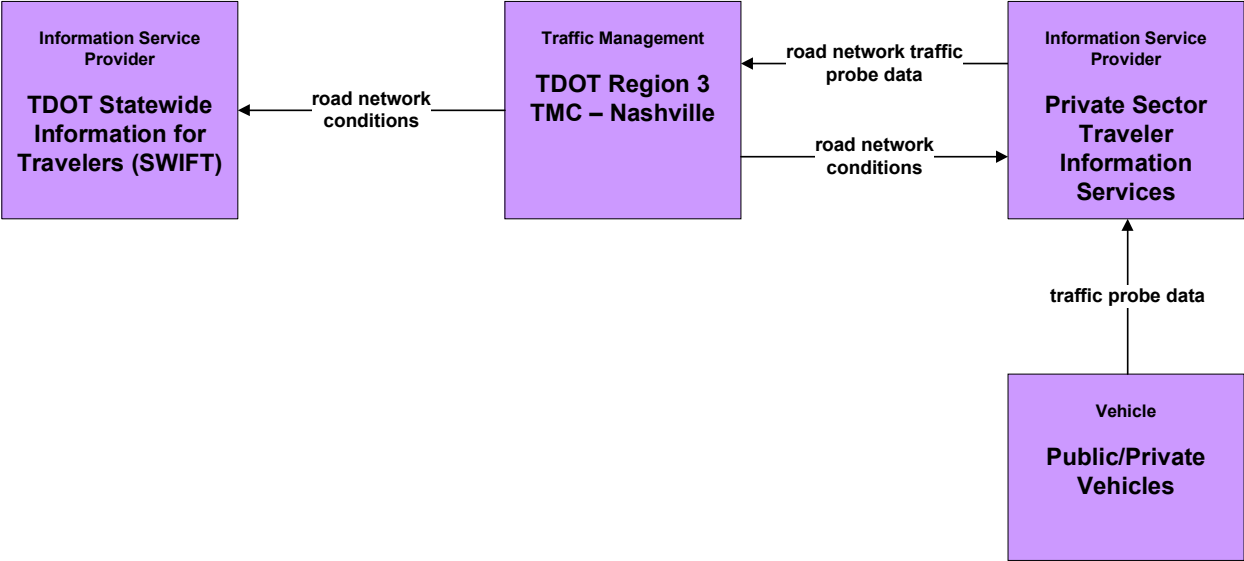 Information Service
Provider
TDOT Statewide
Information for
Travelers (SWIFT)
road network
conditions
Traffic Management
TDOT Region 3
TMC – Nashville
road network traffic
probe data
road network
conditions
Information Service
Provider
Private Sector
Traveler
Information
Services
traffic probe data
Vehicle
Public/Private
Vehicles